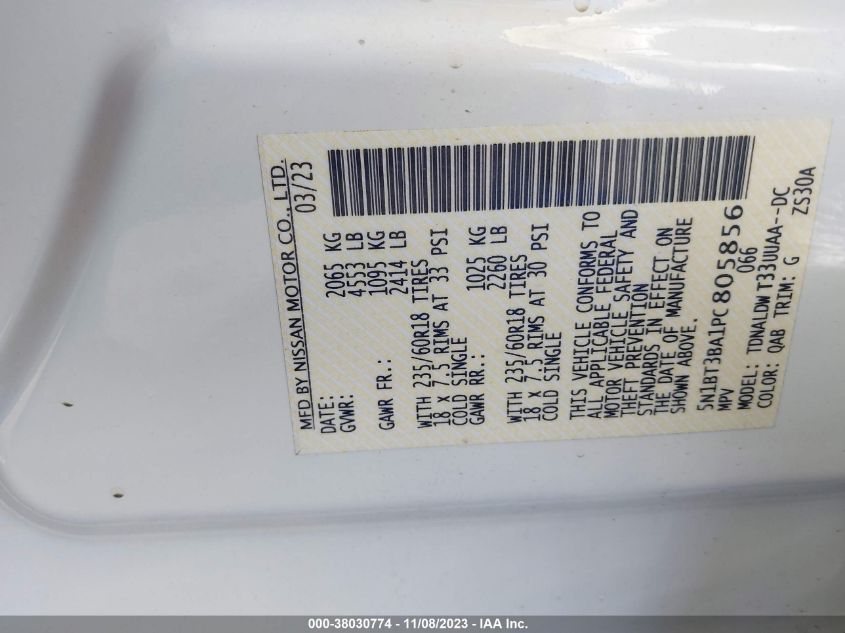 MFD BY NISSAN MOTOR CO., LTD.
DATE: 03/23
GVWR: 2065 KG
4553 LB
GAWR FR.: 1095 KG
2414 LB
WITH 235/60R18 TIRES
18 X 7.5 RIMS AT 33 PSI
COLD SINGLE
GAWR RR.: 1025 KG
2260 LB
WITH 235/60R18 TIRES
18 X 7.5 RIMS AT 30 PSI
COLD SINGLE
THIS VEHICLE CONFORMS TO
ALL APPLICABLE FEDERAL
MOTOR VEHICLE SAFETY AND
THEFT PREVENTION
STANDARDS IN EFFECT ON
THE DATE OF MANUFACTURE
SHOWN ABOVE.
5N1BT3BA1PC805856
MPV 066
MODEL: TDNALDWT33UUAA--DC
COLOR: QAB TRIM: G ZS30A
000-38030774 - 11/08/2023 - IAA Inc.